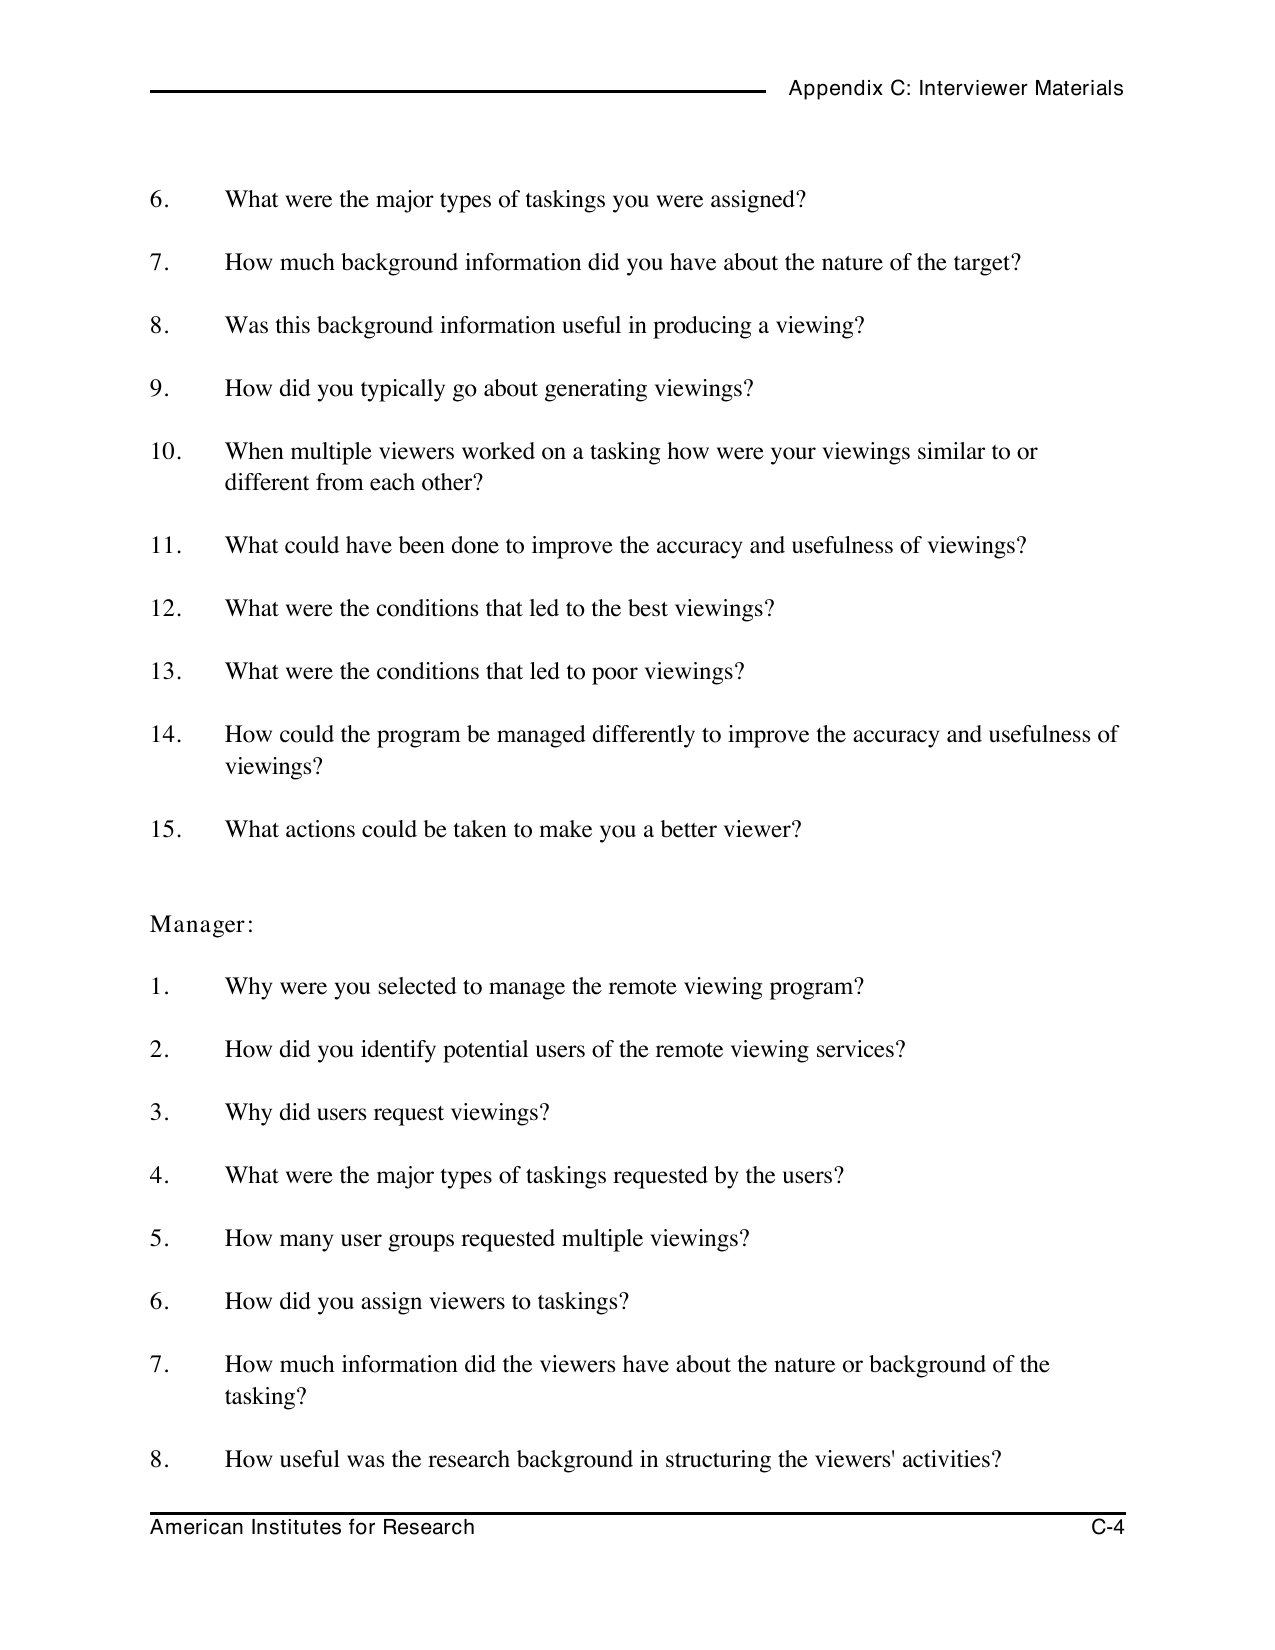 Appendix C: Interviewer Materials
6. What were the major types of taskings you were assigned?
7. How much background information did you have about the nature of the target?
8. Was this background information useful in producing a viewing?
9. How did you typically go about generating viewings?
10. When multiple viewers worked on a tasking how were your viewings similar to or
different from each other?
11. What could have been done to improve the accuracy and usefulness of viewings?
12. What were the conditions that led to the best viewings?
13. What were the conditions that led to poor viewings?
14. How could the program be managed differently to improve the accuracy and usefulness of
viewings?
15. What actions could be taken to make you a better viewer?
Manager:
1. Why were you selected to manage the remote viewing program?
2. How did you identify potential users of the remote viewing services?
3. Why did users request viewings?
4. What were the major types of taskings requested by the users?
5. How many user groups requested multiple viewings?
6. How did you assign viewers to taskings?
7. How much information did the viewers have about the nature or background of the
tasking?
8. How useful was the research background in structuring the viewers' activities?
American Institutes for Research C-4